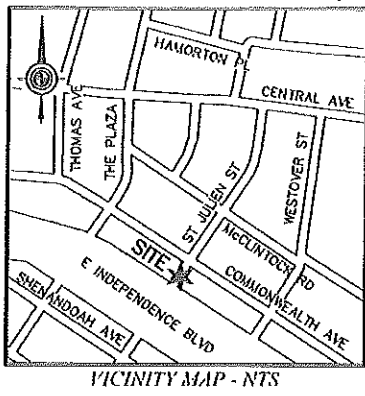 HAMORTON PL
CENTRAL AVE
THOMAS AVE
THE PLAZA
ST JULIEN ST
WESTOVER ST
McCLINTOCK RD
SITE
COMMONWEALTH AVE
E INDEPENDENCE BLVD
SHENANDOAH AVE
VICINITY MAP - NTS